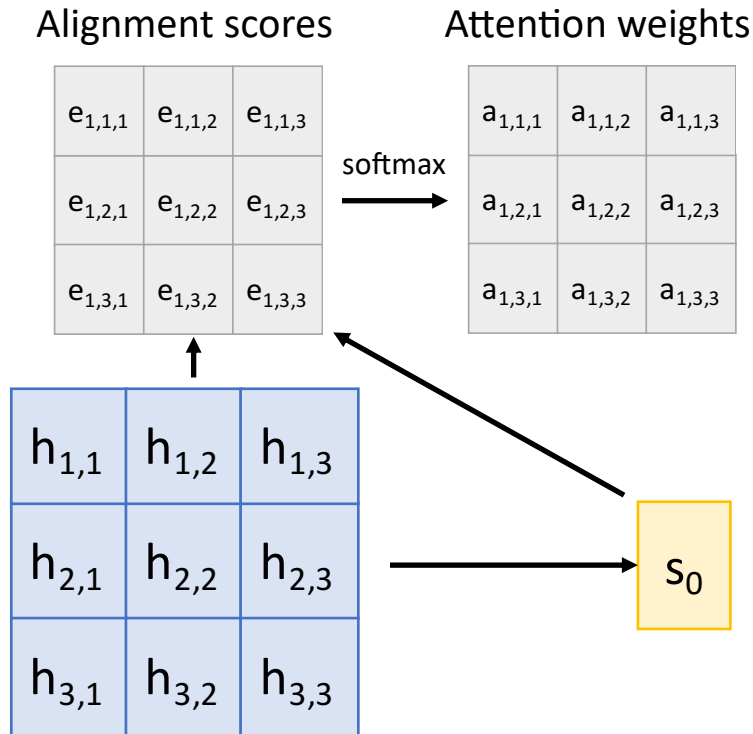 Alignment scores Attention weights
e1,1,1 e1,1,2 e1,1,3 a1,1,1 a1,1,2 a1,1,3
softmax
e1,2,1 e1,2,2 e1,2,3 a1,2,1 a1,2,2 a1,2,3
e1,3,1 e1,3,2 e1,3,3 a1,3,1 a1,3,2 a1,3,3
h1,1 h1,2 h1,3
h2,1 h2,2 h2,3 s0
h3,1 h3,2 h3,3